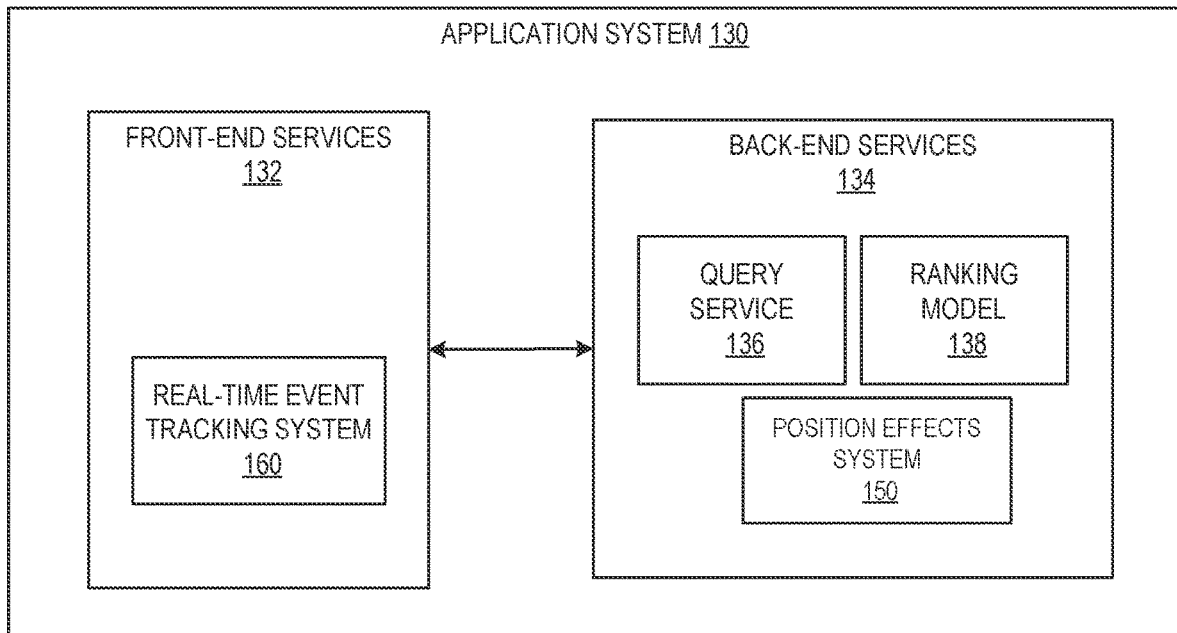 APPLICATION SYSTEM 130
FRONT-END SERVICES
132
REAL-TIME EVENT
TRACKING SYSTEM
160
BACK-END SERVICES
134
QUERY
SERVICE
136
RANKING
MODEL
138
POSITION EFFECTS
SYSTEM
150